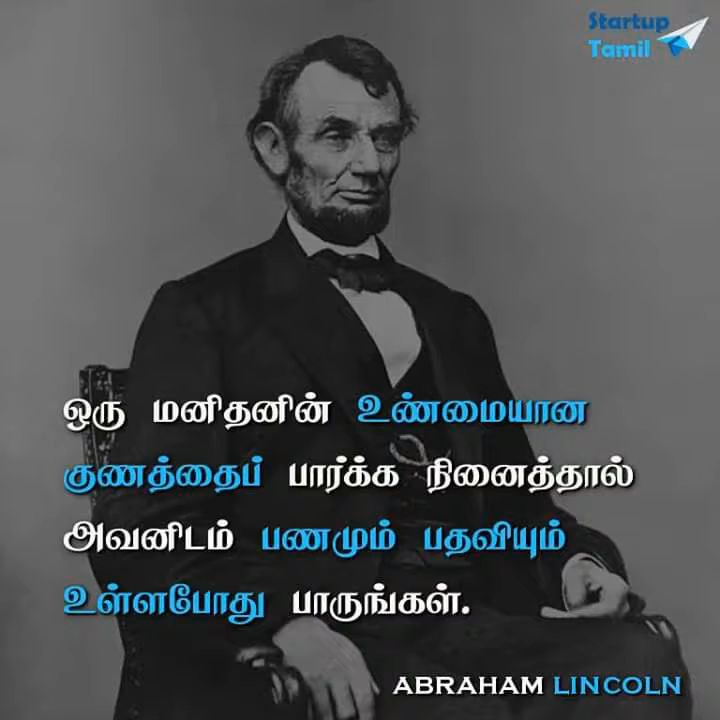 Startup
Tamil
ஒரு மனிதனின் உண்மையான
குணத்தைப் பார்க்க நினைத்தால்
அவனிடம் பணமும் பதவியும்
உள்ளபோது பாருங்கள்.
ABRAHAM LINCOLN